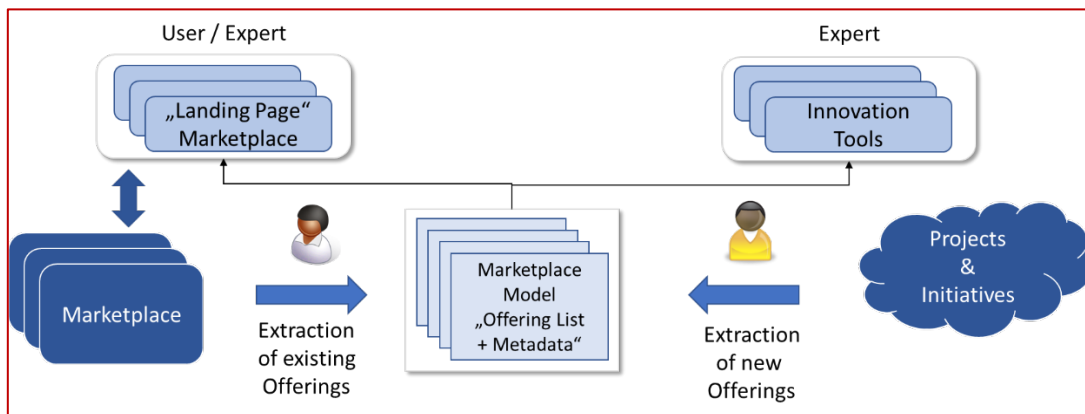 User / Expert
Expert
„Landing Page“
Marketplace
Innovation
Tools
Marketplace
Extraction
of existing
Offerings
Marketplace
Model
„Offering List
+ Metadata“
Extraction
of new
Offerings
Projects
&
Initiatives